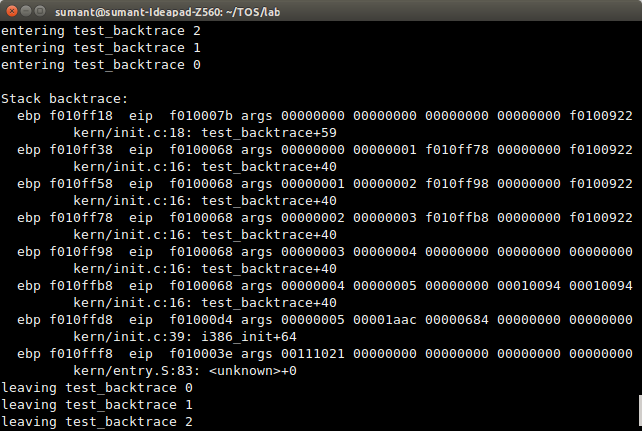 sumant@sumant-Ideapad-Z560: ~/TOS/lab
entering test_backtrace 2
entering test_backtrace 1
entering test_backtrace 0

Stack backtrace:
  ebp f010ff18  eip  f010007b args 00000000 00000000 00000000 00000000 f0100922
         kern/init.c:18: test_backtrace+59
  ebp f010ff38  eip  f0100068 args 00000000 00000001 f010ff78 00000000 f0100922
         kern/init.c:16: test_backtrace+40
  ebp f010ff58  eip  f0100068 args 00000001 00000002 f010ff98 00000000 f0100922
         kern/init.c:16: test_backtrace+40
  ebp f010ff78  eip  f0100068 args 00000002 00000003 f010ffb8 00000000 f0100922
         kern/init.c:16: test_backtrace+40
  ebp f010ff98  eip  f0100068 args 00000003 00000004 00000000 00000000 00000000
         kern/init.c:16: test_backtrace+40
  ebp f010ffb8  eip  f0100068 args 00000004 00000005 00000000 00010094 00010094
         kern/init.c:16: test_backtrace+40
  ebp f010ffd8  eip  f01000d4 args 00000005 00001aac 00000684 00000000 00000000
         kern/init.c:39: i386_init+64
  ebp f010fff8  eip  f010003e args 00111021 00000000 00000000 00000000 00000000
         kern/entry.S:83: <unknown>+0
leaving test_backtrace 0
leaving test_backtrace 1
leaving test_backtrace 2